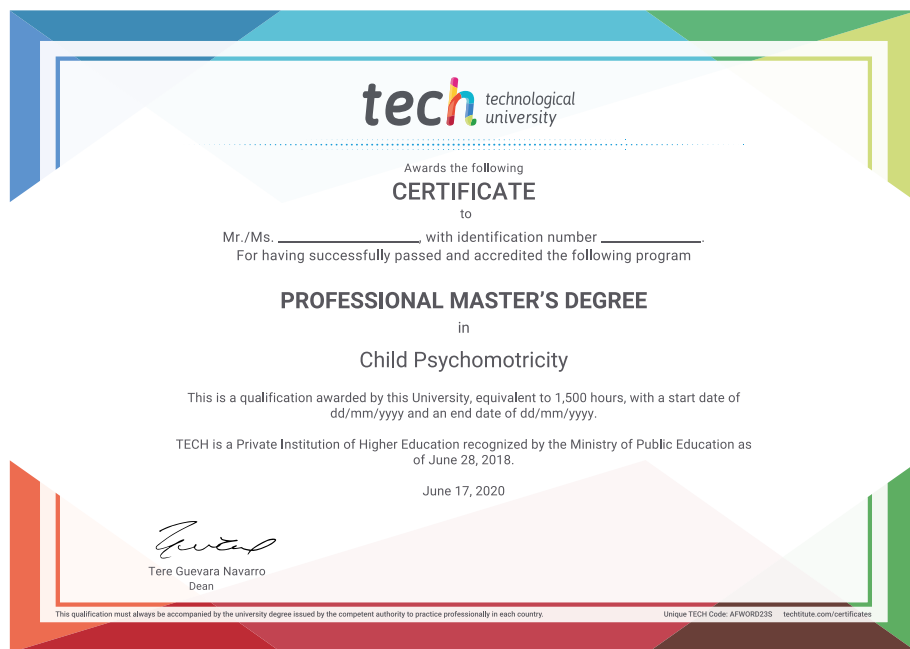 tech technological
university
Awards the following
CERTIFICATE
to
Mr./Ms. ____________________, with identification number ______________.
For having successfully passed and accredited the following program
PROFESSIONAL MASTER'S DEGREE
in
Child Psychomotricity
This is a qualification awarded by this University, equivalent to 1,500 hours, with a start date of
dd/mm/yyyy and an end date of dd/mm/yyyy.
TECH is a Private Institution of Higher Education recognized by the Ministry of Public Education as
of June 28, 2018.
June 17, 2020
Tere Guevara Navarro
Dean
This qualification must always be accompanied by the university degree issued by the competent authority to practice professionally in each country.
Unique TECH Code: AFWORD23S techtitute.com/certificates